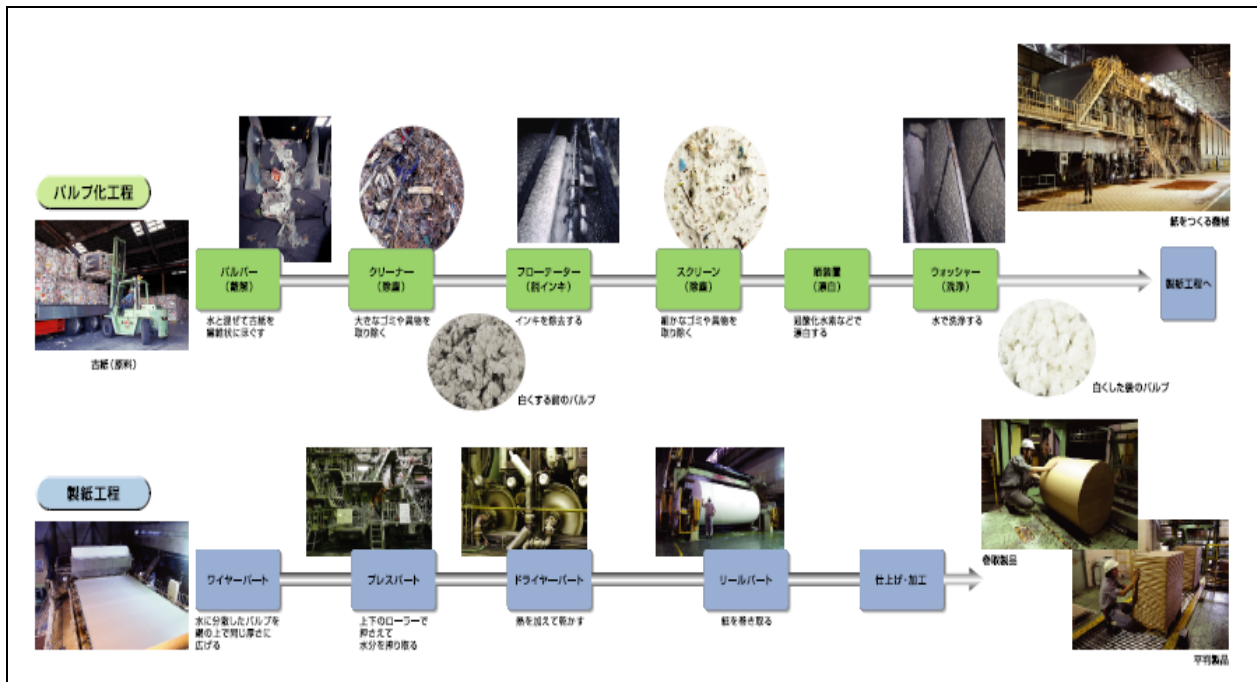 パルプ化工程
紙をつくる機械
パルパー
(離解)
クリーナー
(除塵)
フローテーター
(脱インキ)
スクリーン
(除塵)
(漂白)
ウォッシャー
(洗浄)
製紙工程へ
水と混ぜて古紙を
繊維状にほぐす
大きなゴミや異物を
取り除く
インキを除去する
細かなゴミや異物を
取り除く
過酸化水素などで
漂白する
水で洗浄する
古紙(原料)
白くする前のパルプ
白くした後のパルプ
製紙工程
巻取製品
ワイヤーパート
プレスパート
ドライヤーパート
リールパート
仕上げ・加工
水に分散したパルプを
網の上で同じ厚さに
広げる
上下のローラーで
押さえて
水分を搾り取る
熱を加えて乾かす
紙を巻き取る
平判製品